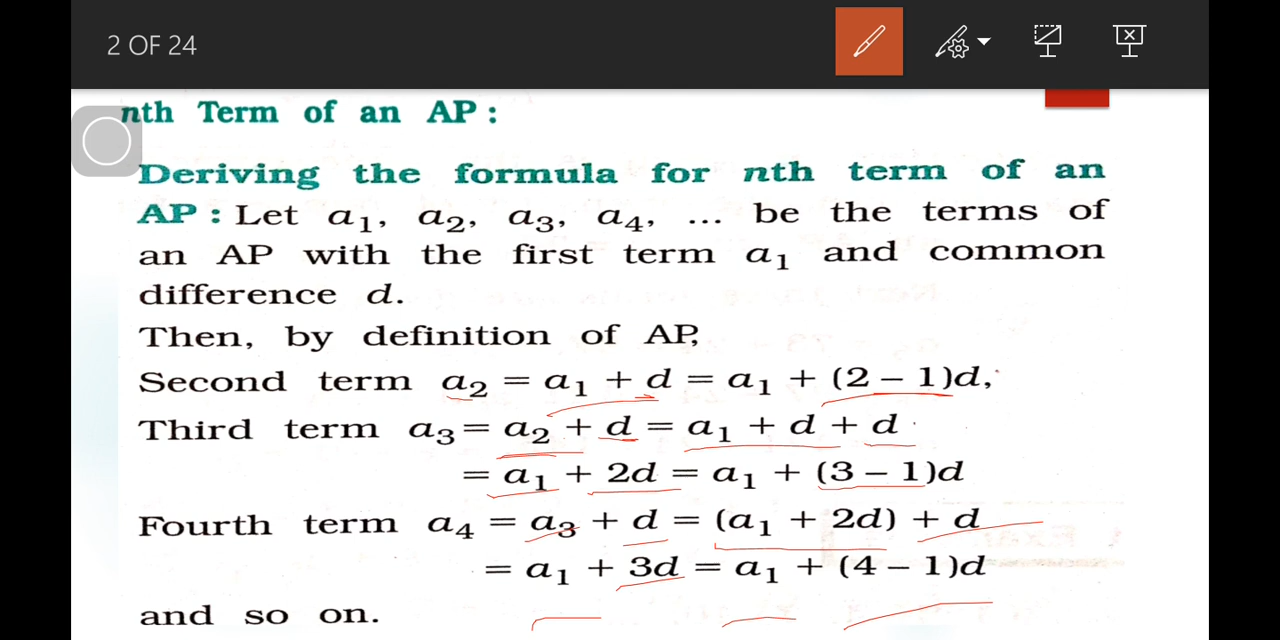 2 OF 24
nth Term of an AP :
Deriving the formula for nth term of an
AP : Let a₁, a₂, a₃, a₄, ... be the terms of
an AP with the first term a₁ and common
difference d.
Then, by definition of AP,
Second term a₂ = a₁ + d = a₁ + (2 – 1)d,
Third term a₃ = a₂ + d = a₁ + d + d
= a₁ + 2d = a₁ + (3 – 1)d
Fourth term a₄ = a₃ + d = (a₁ + 2d) + d
= a₁ + 3d = a₁ + (4 – 1)d
and so on.